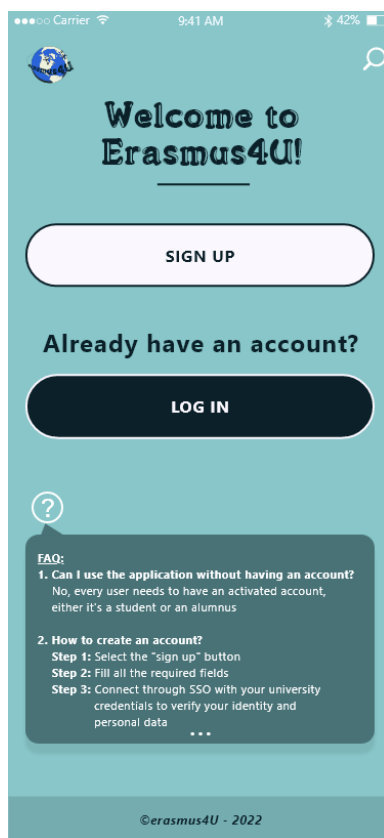 Carrier 9:41 AM 42%
ERASMUS4U
Welcome to
Erasmus4U!
SIGN UP
Already have an account?
LOG IN
?
FAQ:
1. Can I use the application without having an account?
No, every user needs to have an activated account,
either it's a student or an alumnus
2. How to create an account?
Step 1: Select the "sign up" button
Step 2: Fill all the required fields
Step 3: Connect through SSO with your university
credentials to verify your identity and
personal data
...
©erasmus4U - 2022